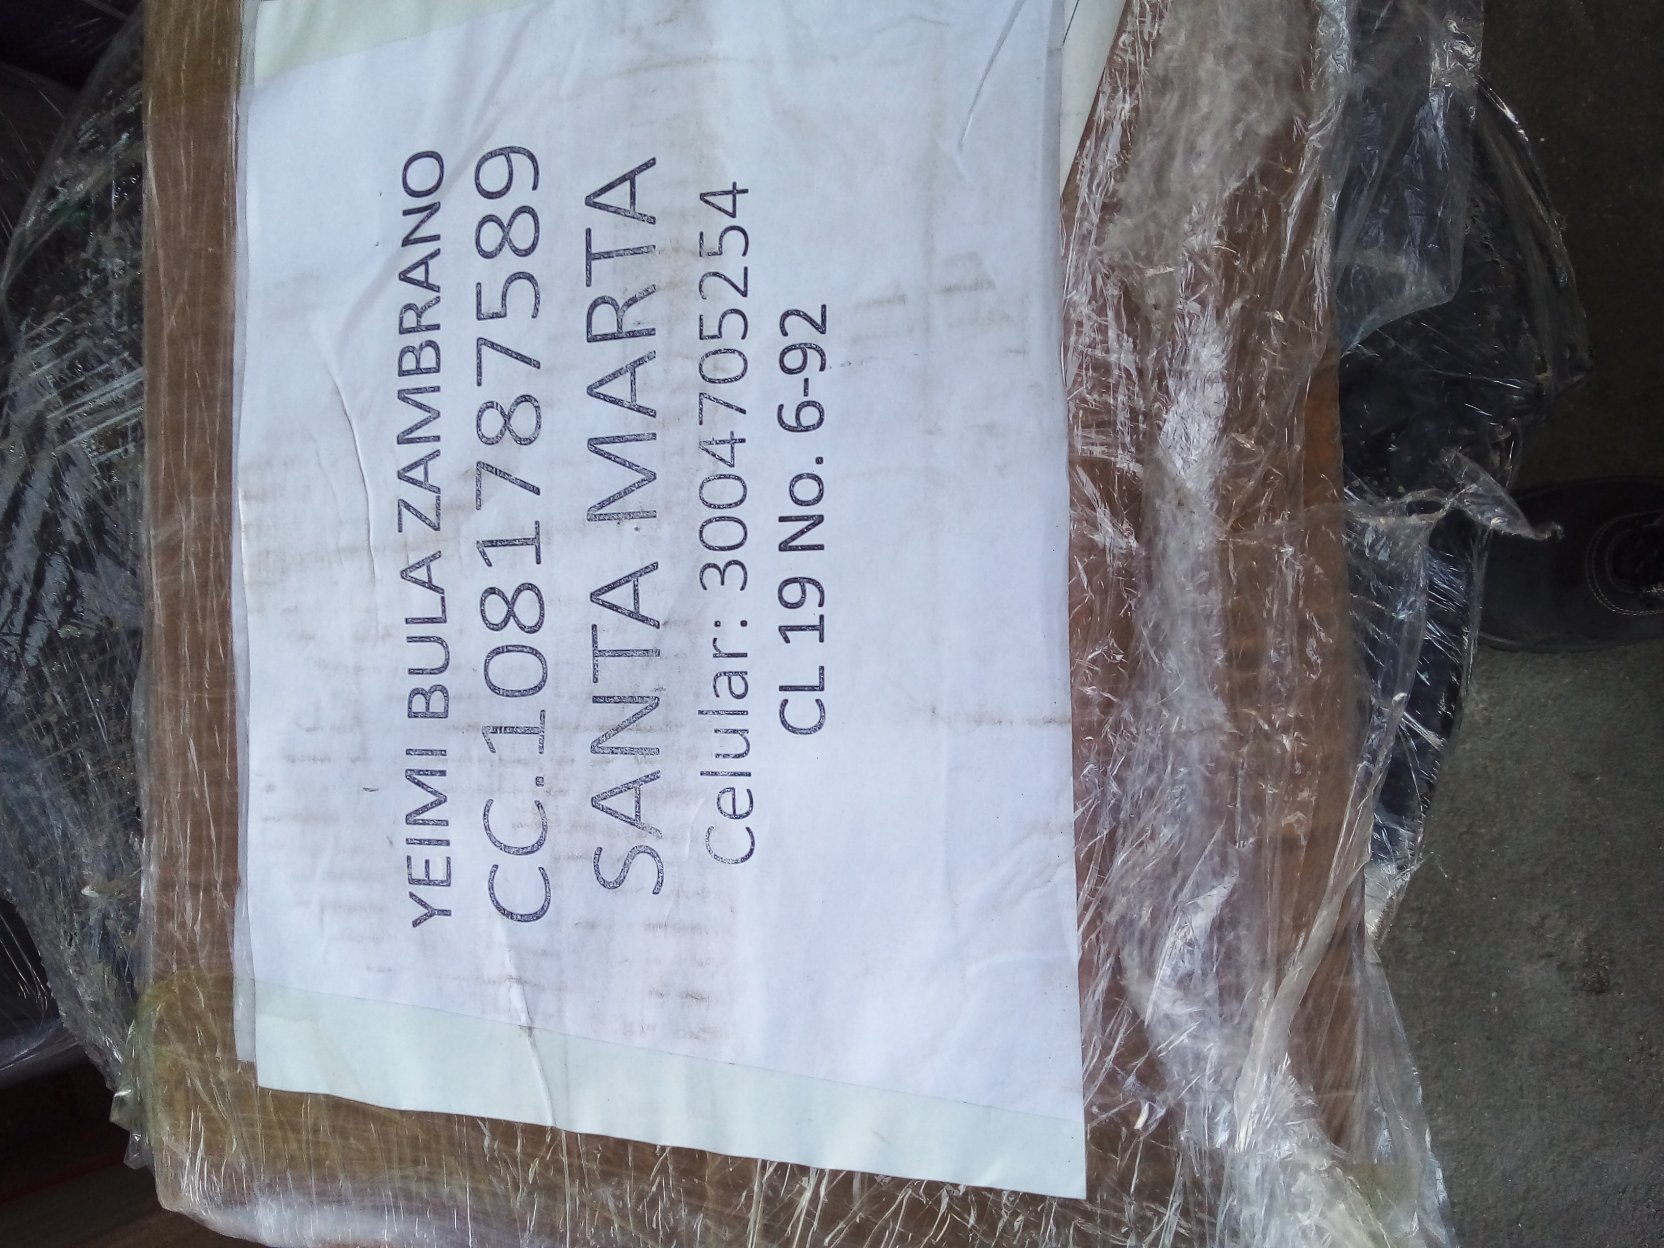 YEIMI BULA ZAMBRANO
CC.1081787589
SANTA MARTA
Celular: 3004705254
CL 19 No. 6-92